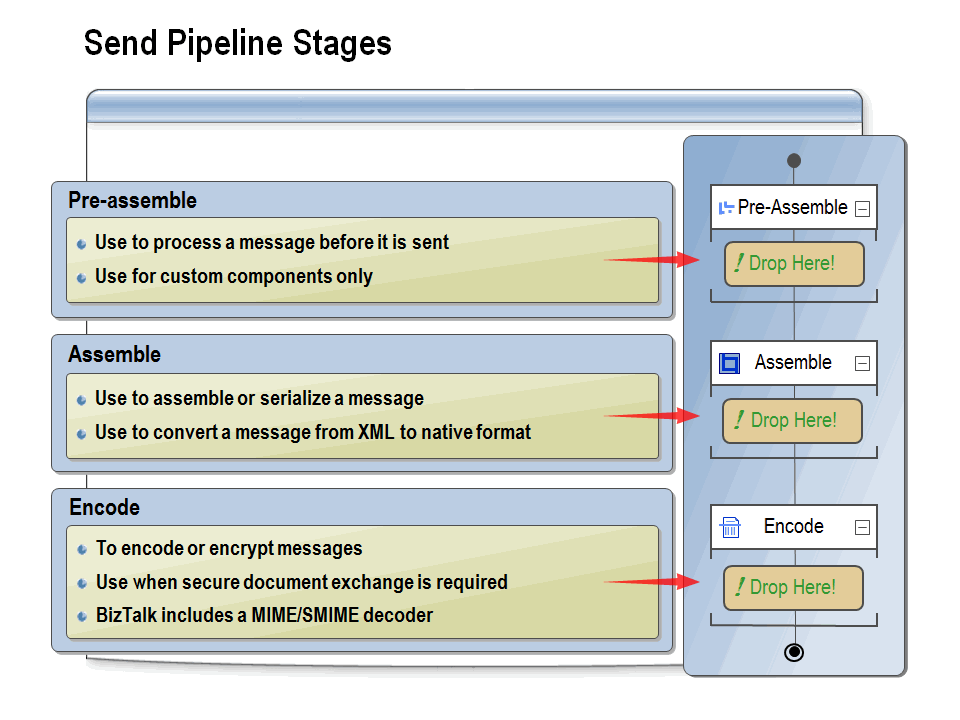 Send Pipeline Stages
Pre-assemble
Use to process a message before it is sent
Use for custom components only
Pre-Assemble
! Drop Here!
Assemble
Use to assemble or serialize a message
Use to convert a message from XML to native format
Assemble
! Drop Here!
Encode
To encode or encrypt messages
Use when secure document exchange is required
BizTalk includes a MIME/SMIME decoder
Encode
! Drop Here!